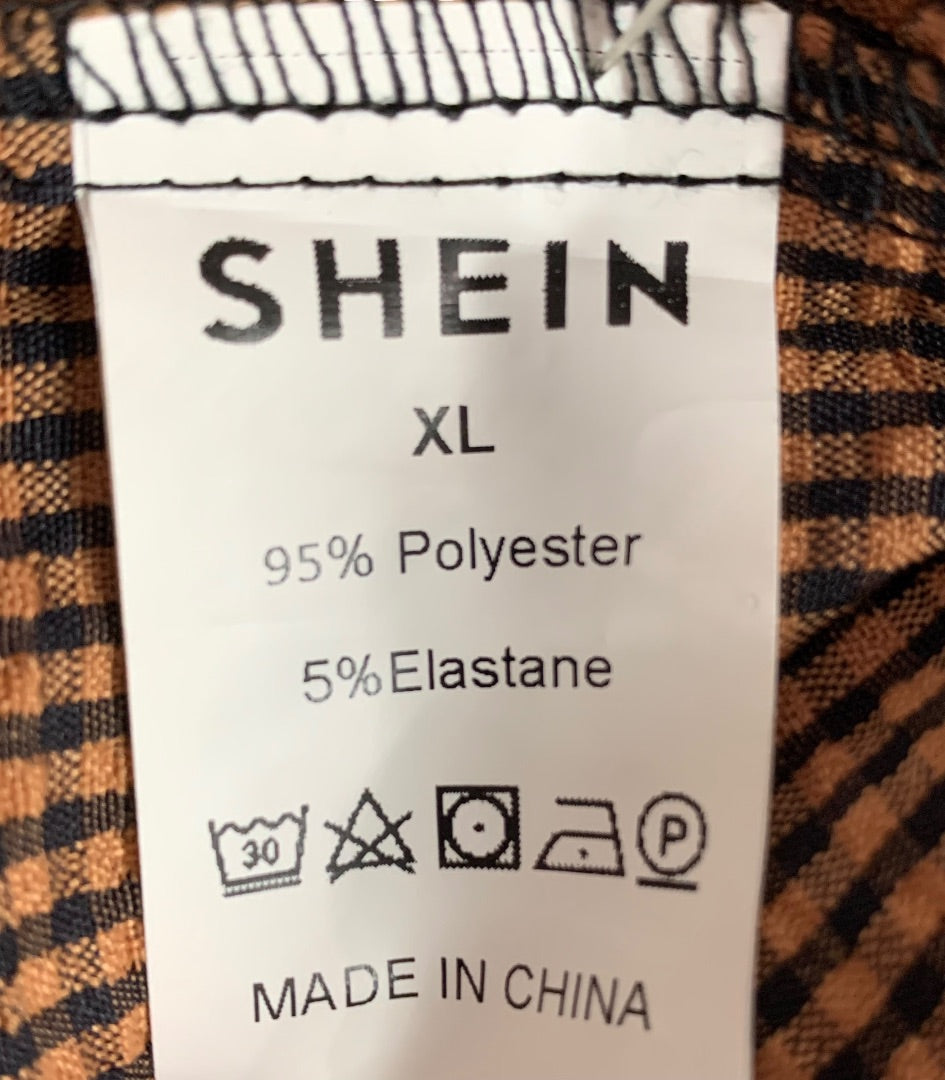 SHEIN
XL
95% Polyester
5%Elastane
30 P
MADE IN CHINA